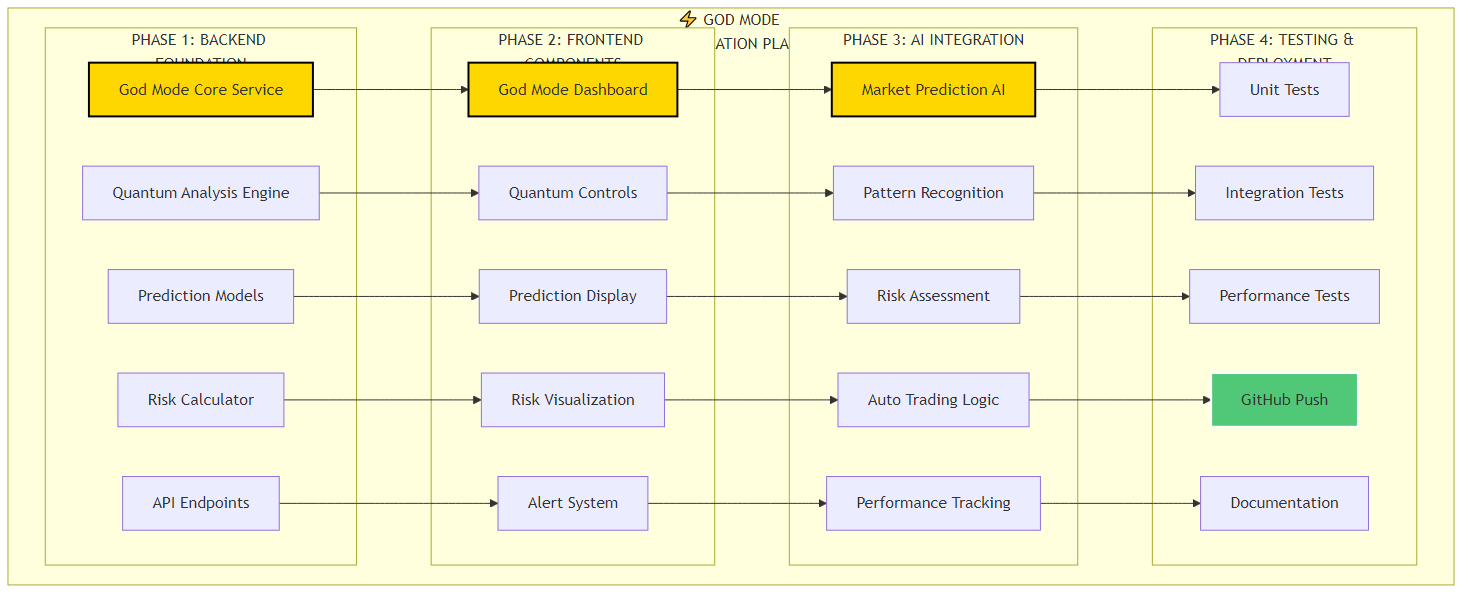 ⚡ GOD MODE
ATION PLA
PHASE 1: BACKEND
FOUNDATION
PHASE 2: FRONTEND
COMPONENTS
PHASE 3: AI INTEGRATION
PHASE 4: TESTING &
DEPLOYMENT
God Mode Core Service
God Mode Dashboard
Market Prediction AI
Unit Tests
Quantum Analysis Engine
Quantum Controls
Pattern Recognition
Integration Tests
Prediction Models
Prediction Display
Risk Assessment
Performance Tests
Risk Calculator
Risk Visualization
Auto Trading Logic
GitHub Push
API Endpoints
Alert System
Performance Tracking
Documentation